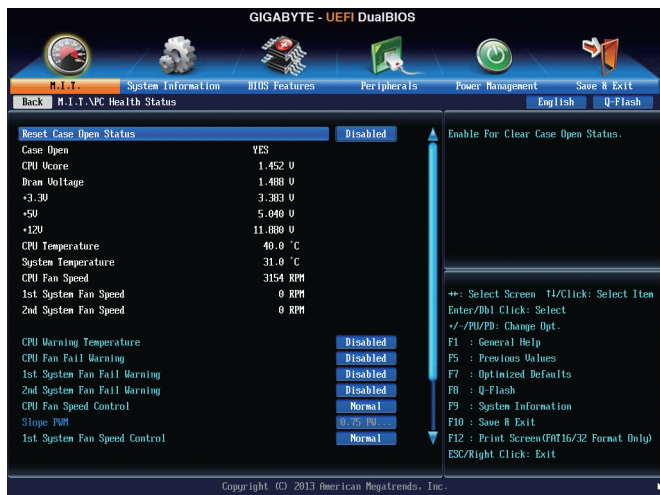 GIGABYTE - UEFI DualBIOS
M.I.T. System Information BIOS Features Peripherals Power Management Save & Exit
Back M.I.T.\PC Health Status English Q-Flash
Reset Case Open Status Disabled
Case Open YES
CPU Vcore 1.452 V
Dram Voltage 1.488 V
+3.3V 3.383 V
+5V 5.040 V
+12V 11.880 V
CPU Temperature 40.0 °C
System Temperature 31.0 °C
CPU Fan Speed 3154 RPM
1st System Fan Speed 0 RPM
2nd System Fan Speed 0 RPM
CPU Warning Temperature Disabled
CPU Fan Fail Warning Disabled
1st System Fan Fail Warning Disabled
2nd System Fan Fail Warning Disabled
CPU Fan Speed Control Normal
Slope PWM 0.75 PW...
1st System Fan Speed Control Normal
Enable For Clear Case Open Status.
↔: Select Screen ↑↓/Click: Select Item
Enter/Dbl Click: Select
+/-/PU/PD: Change Opt.
F1 : General Help
F5 : Previous Values
F7 : Optimized Defaults
F8 : Q-Flash
F9 : System Information
F10 : Save & Exit
F12 : Print Screen(FAT16/32 Format Only)
ESC/Right Click: Exit
Copyright (C) 2013 American Megatrends, Inc.